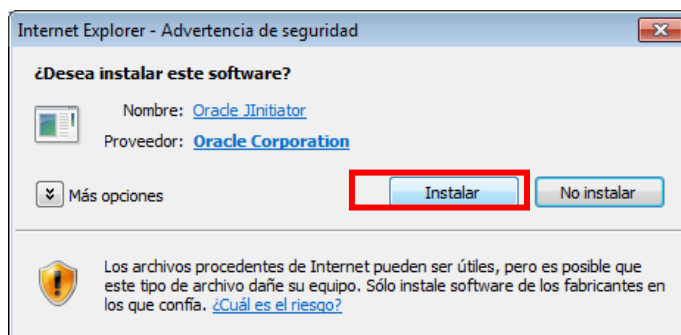 Internet Explorer - Advertencia de seguridad
¿Desea instalar este software?
Nombre: Oracle JInitiator
Proveedor: Oracle Corporation
Más opciones
Instalar
No instalar
Los archivos procedentes de Internet pueden ser útiles, pero es posible que
este tipo de archivo dañe su equipo. Sólo instale software de los fabricantes en
los que confía. ¿Cuál es el riesgo?